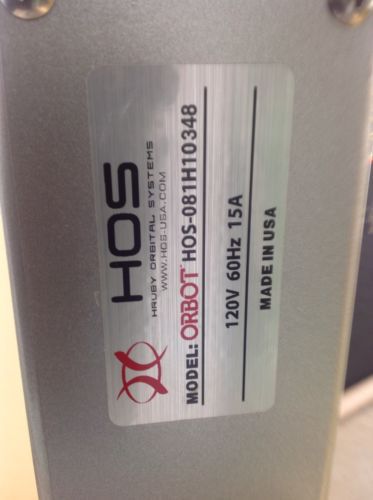 HOS
HRUBY ORBITAL SYSTEMS
WWW.HOS-USA.COM
MODEL: ORBOT HOS-081H10348
120V 60Hz 15A
MADE IN USA